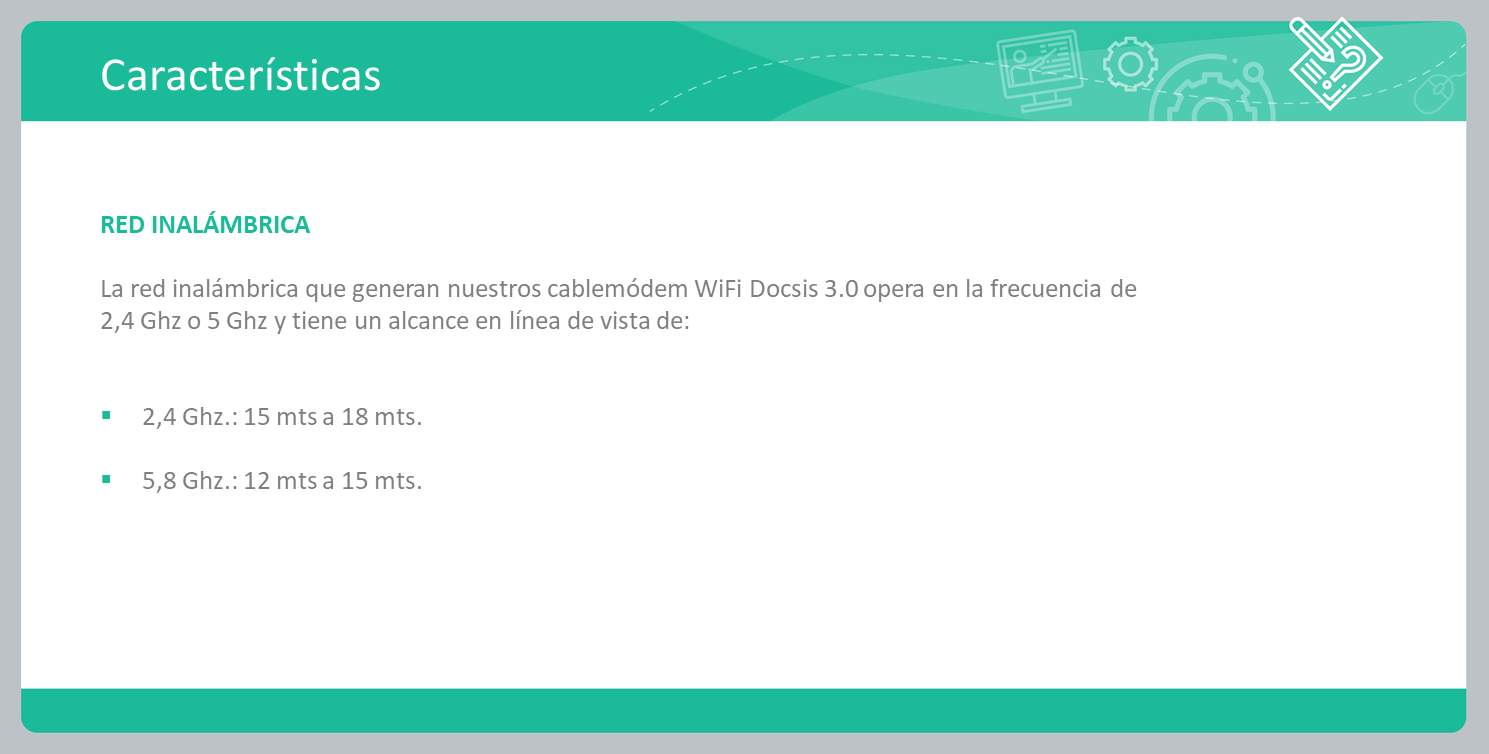 Características
RED INALÁMBRICA
La red inalámbrica que generan nuestros cablemódem WiFi Docsis 3.0 opera en la frecuencia de
2,4 Ghz o 5 Ghz y tiene un alcance en línea de vista de:
▪ 2,4 Ghz.: 15 mts a 18 mts.
▪ 5,8 Ghz.: 12 mts a 15 mts.